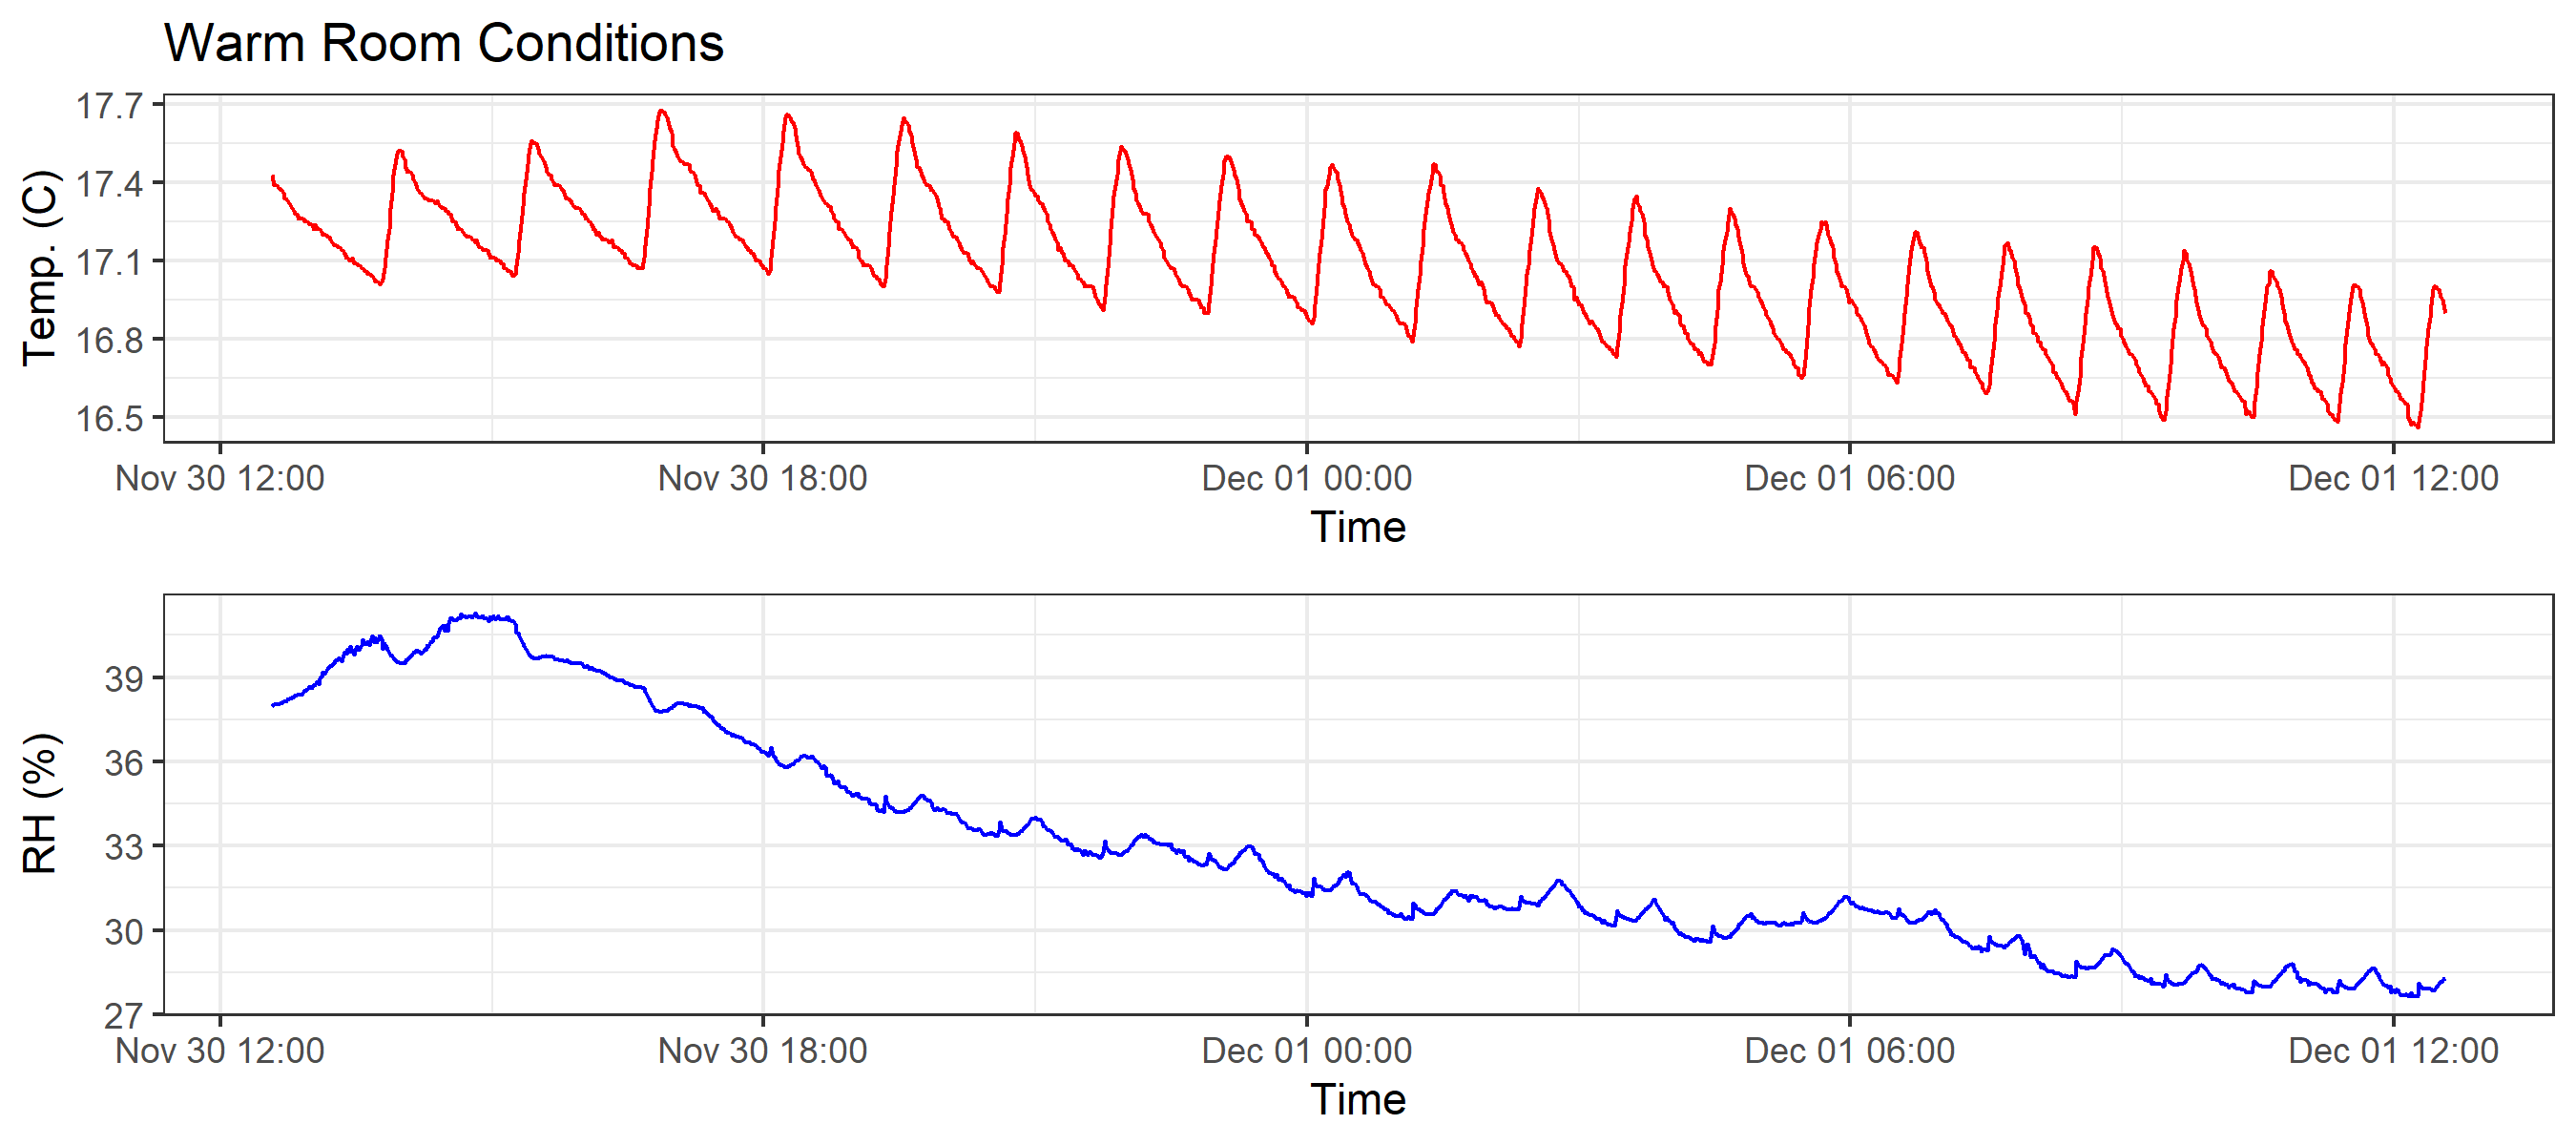 Warm Room Conditions
Temp. (C)
17.7
17.4
17.1
16.8
16.5
Nov 30 12:00 Nov 30 18:00 Dec 01 00:00 Dec 01 06:00 Dec 01 12:00
Time
RH (%)
39
36
33
30
27
Nov 30 12:00 Nov 30 18:00 Dec 01 00:00 Dec 01 06:00 Dec 01 12:00
Time